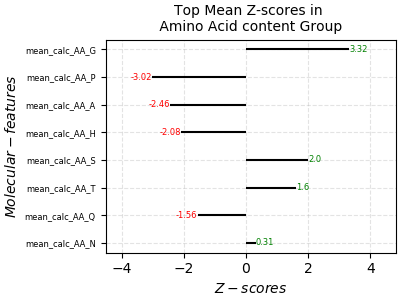 Top Mean Z-scores in
Amino Acid content Group
mean_calc_AA_G
3.32
mean_calc_AA_P
-3.02
mean_calc_AA_A
-2.46
mean_calc_AA_H
-2.08
mean_calc_AA_S
2.0
mean_calc_AA_T
1.6
mean_calc_AA_Q
-1.56
mean_calc_AA_N
0.31
Molecular − features
−4 −2 0 2 4
Z − scores